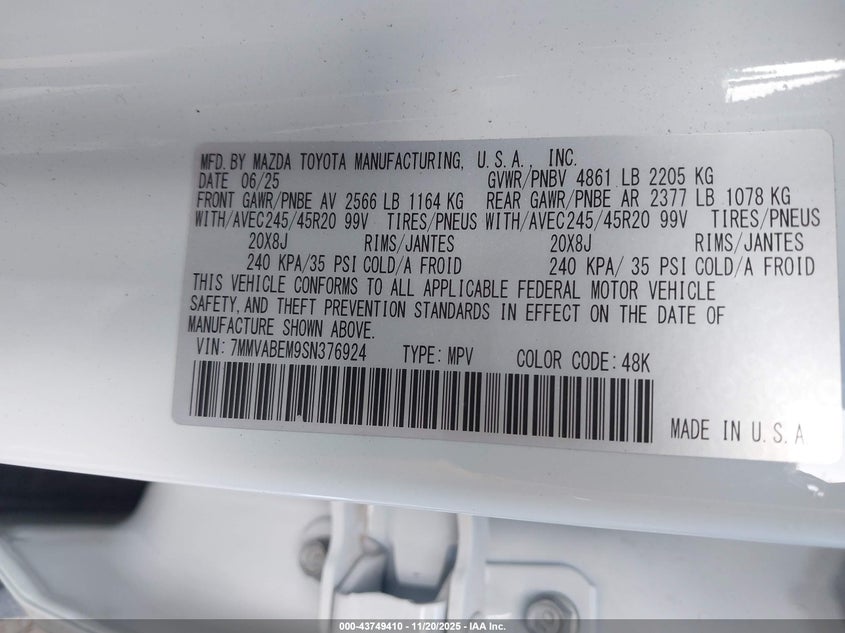 MFD. BY MAZDA TOYOTA MANUFACTURING, U.S.A., INC.
DATE 06/25 GVWR/PNBV 4861 LB 2205 KG
FRONT GAWR/PNBE AV 2566 LB 1164 KG REAR GAWR/PNBE AR 2377 LB 1078 KG
WITH/AVEC 245/45R20 99V TIRES/PNEUS WITH/AVEC 245/45R20 99V TIRES/PNEUS
20X8J RIMS/JANTES 20X8J RIMS/JANTES
240 KPA/35 PSI COLD/A FROID 240 KPA/ 35 PSI COLD/A FROID
THIS VEHICLE CONFORMS TO ALL APPLICABLE FEDERAL MOTOR VEHICLE
SAFETY, AND THEFT PREVENTION STANDARDS IN EFFECT ON THE DATE OF
MANUFACTURE SHOWN ABOVE.
VIN: 7MMVABEM9SN376924 TYPE: MPV COLOR CODE: 48K
MADE IN U.S.A
000-43749410 - 11/20/2025 - IAA Inc.